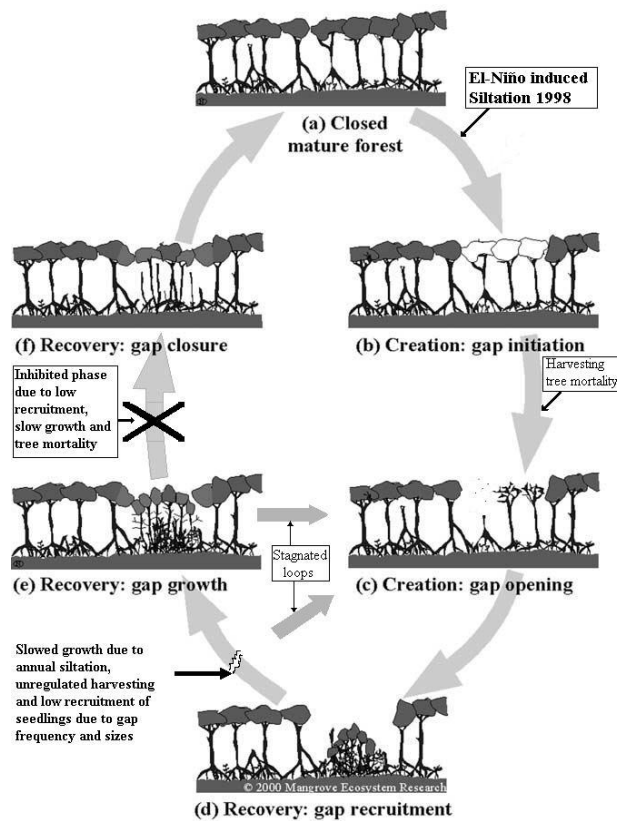 El-Niño induced
Siltation 1998
(a) Closed
mature forest
(f) Recovery: gap closure
(b) Creation: gap initiation
Inhibited phase
due to low
recruitment,
slow growth and
tree mortality
Harvesting
tree mortality)
Stagnated
loops
(e) Recovery: gap growth
(c) Creation: gap opening
Slowed growth due to
annual siltation,
unregulated harvesting
and low recruitment of
seedlings due to gap
frequency and sizes
© 2000 Mangrove Ecosystem Research
(d) Recovery: gap recruitment